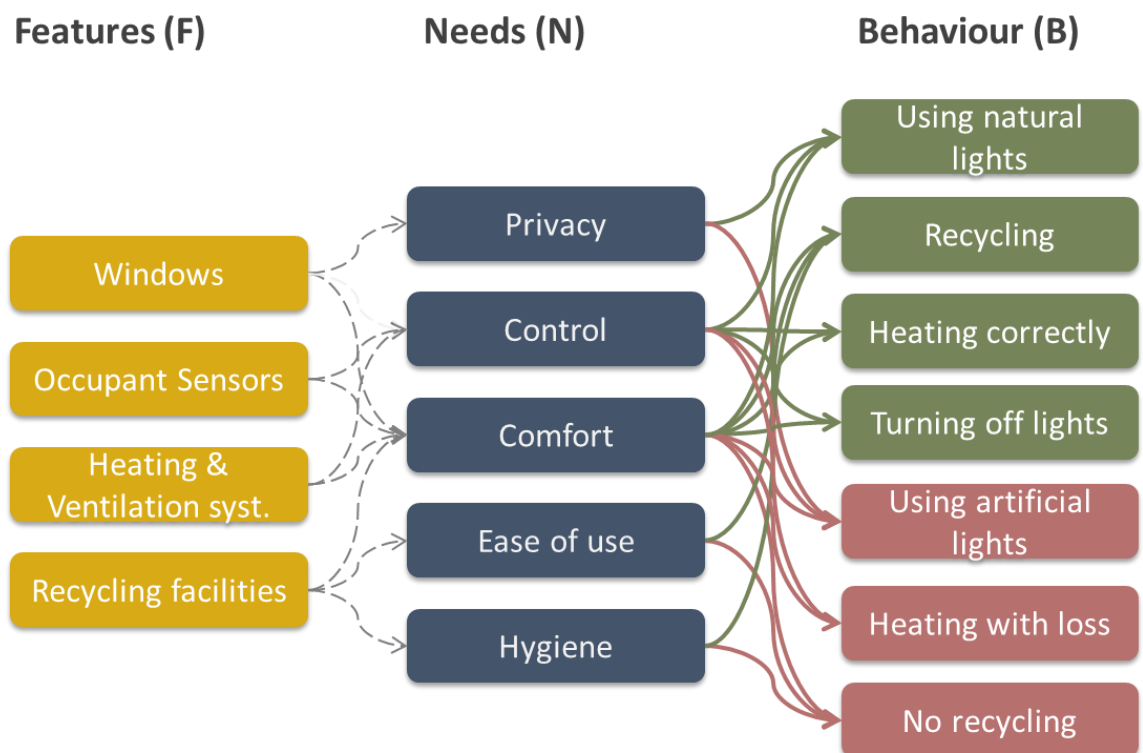 Features (F)
Needs (N)
Behaviour (B)
Windows
Occupant Sensors
Heating &
Ventilation syst.
Recycling facilities
Privacy
Control
Comfort
Ease of use
Hygiene
Using natural
lights
Recycling
Heating correctly
Turning off lights
Using artificial
lights
Heating with loss
No recycling